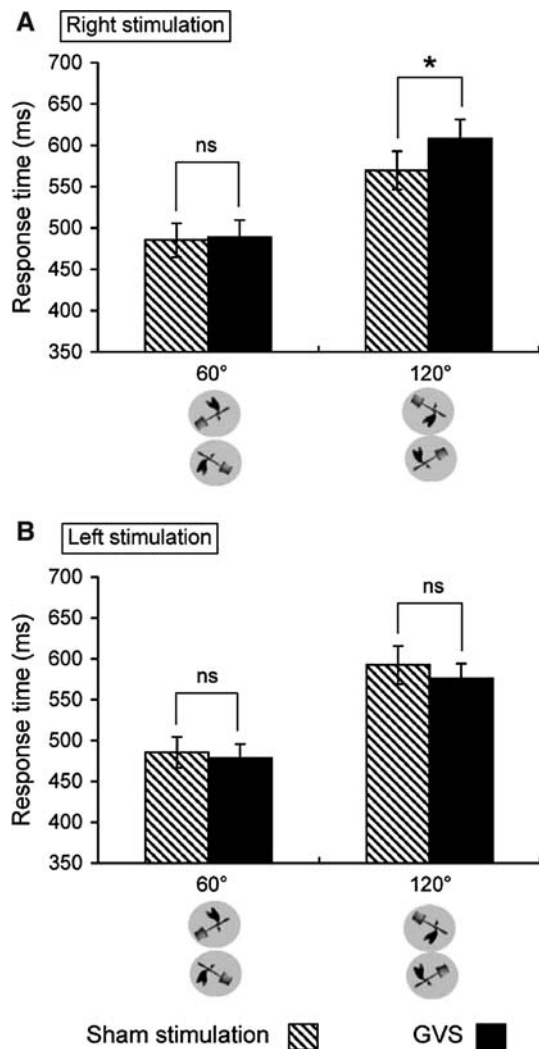 A Right stimulation
Response time (ms)
700
650
600
550
500
450
400
350
ns
*
60° 120°
B Left stimulation
Response time (ms)
700
650
600
550
500
450
400
350
ns
ns
60° 120°
Sham stimulation GVS